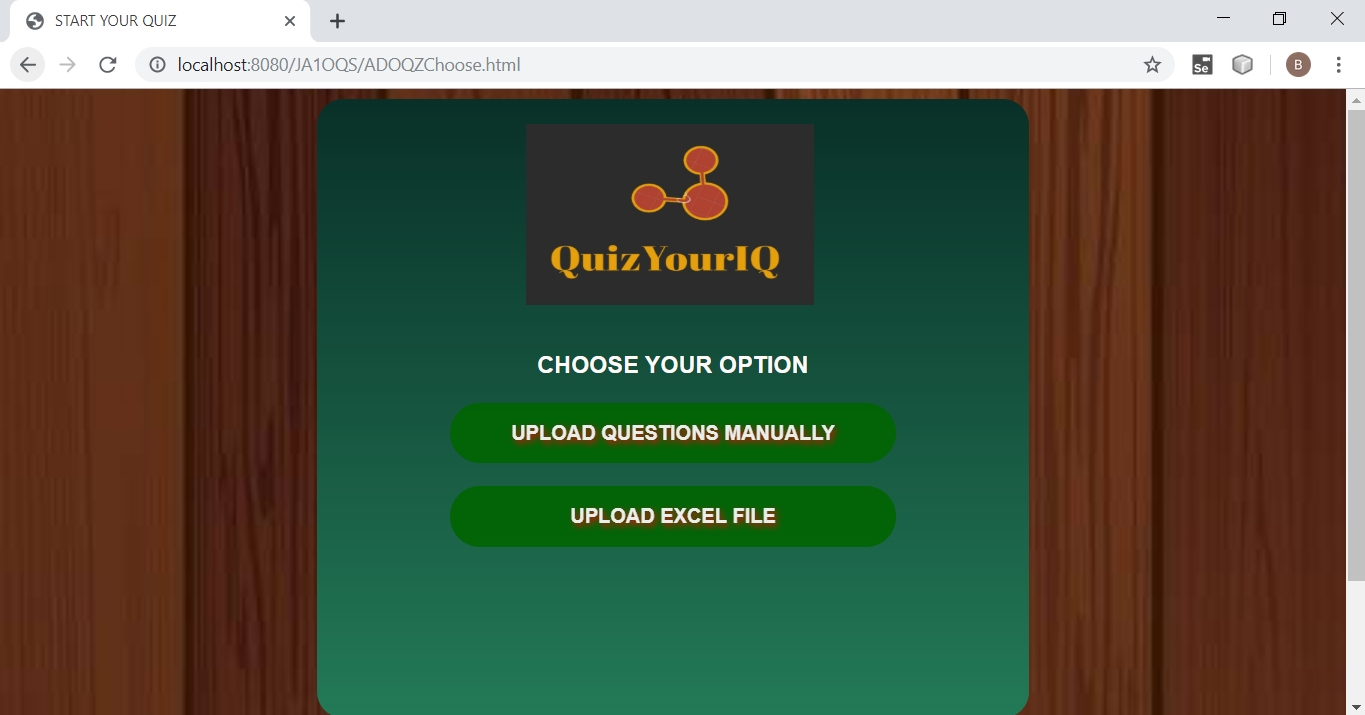 START YOUR QUIZ
localhost:8080/JA1OQS/ADOQZChoose.html
Se
B
QuizYourIQ
CHOOSE YOUR OPTION
UPLOAD QUESTIONS MANUALLY
UPLOAD EXCEL FILE